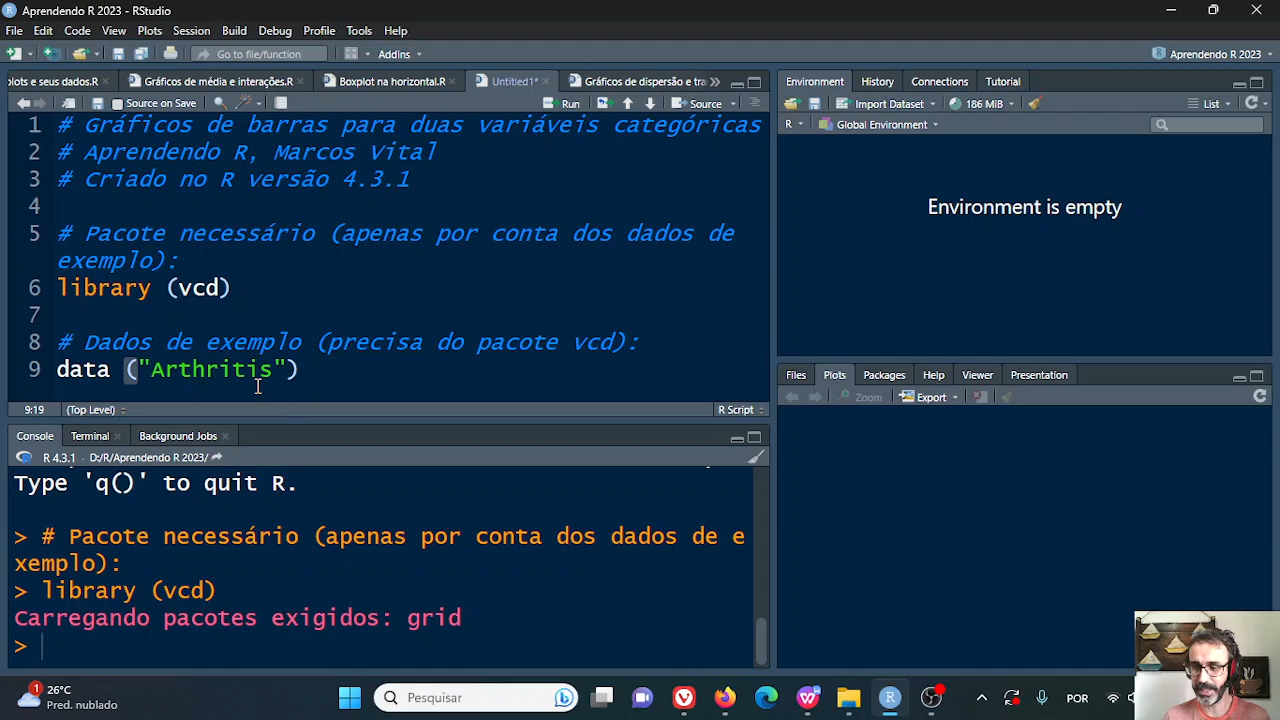 Aprendendo R 2023 - RStudio
File Edit Code View Plots Session Build Debug Profile Tools Help
Go to file/function Addins Aprendendo R 2023
plots e seus dados.R Gráficos de média e interações.R Boxplot na horizontal.R Untitled1* Gráficos de dispersão e tra
Source on Save Run Source
1 # Gráficos de barras para duas variáveis categóricas
2 # Aprendendo R, Marcos Vital
3 # Criado no R versão 4.3.1
4
5 # Pacote necessário (apenas por conta dos dados de
exemplo):
6 library (vcd)
7
8 # Dados de exemplo (precisa do pacote vcd):
9 data ("Arthritis")
9:19 (Top Level) R Script
Console Terminal Background Jobs
R 4.3.1 · D:/R/Aprendendo R 2023/
Type 'q()' to quit R.
> # Pacote necessário (apenas por conta dos dados de e
xemplo):
> library (vcd)
Carregando pacotes exigidos: grid
>
Environment History Connections Tutorial
Import Dataset 186 MiB List
R Global Environment
Environment is empty
Files Plots Packages Help Viewer Presentation
Zoom Export
1 26°C
Pred. nublado
Pesquisar
POR